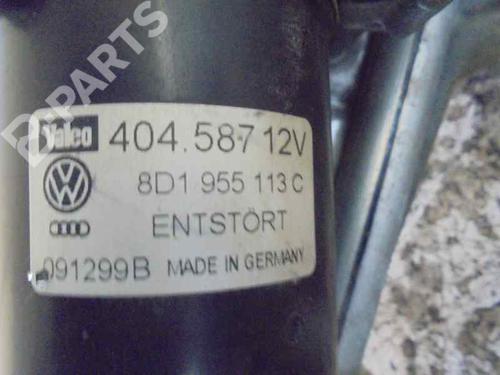 B-PARTS
Valeo 404.587 12V
8D1 955 113 C
ENTSTÖRT
091299B MADE IN GERMANY